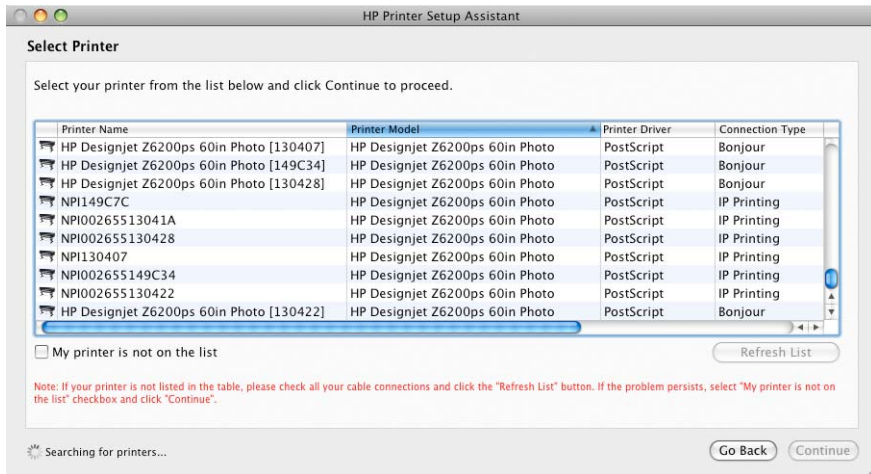 HP Printer Setup Assistant
Select Printer
Select your printer from the list below and click Continue to proceed.
Printer Name Printer Model Printer Driver Connection Type
HP Designjet Z6200ps 60in Photo [130407] HP Designjet Z6200ps 60in Photo PostScript Bonjour
HP Designjet Z6200ps 60in Photo [149C34] HP Designjet Z6200ps 60in Photo PostScript Bonjour
HP Designjet Z6200ps 60in Photo [130428] HP Designjet Z6200ps 60in Photo PostScript Bonjour
NPI149C7C HP Designjet Z6200ps 60in Photo PostScript IP Printing
NPI00265513041A HP Designjet Z6200ps 60in Photo PostScript IP Printing
NPI002655130428 HP Designjet Z6200ps 60in Photo PostScript IP Printing
NPI130407 HP Designjet Z6200ps 60in Photo PostScript IP Printing
NPI002655149C34 HP Designjet Z6200ps 60in Photo PostScript IP Printing
NPI002655130422 HP Designjet Z6200ps 60in Photo PostScript IP Printing
HP Designjet Z6200ps 60in Photo [130422] HP Designjet Z6200ps 60in Photo PostScript Bonjour
My printer is not on the list Refresh List
Note: If your printer is not listed in the table, please check all your cable connections and click the "Refresh List" button. If the problem persists, select "My printer is not on
the list" checkbox and click "Continue".
Searching for printers... Go Back Continue